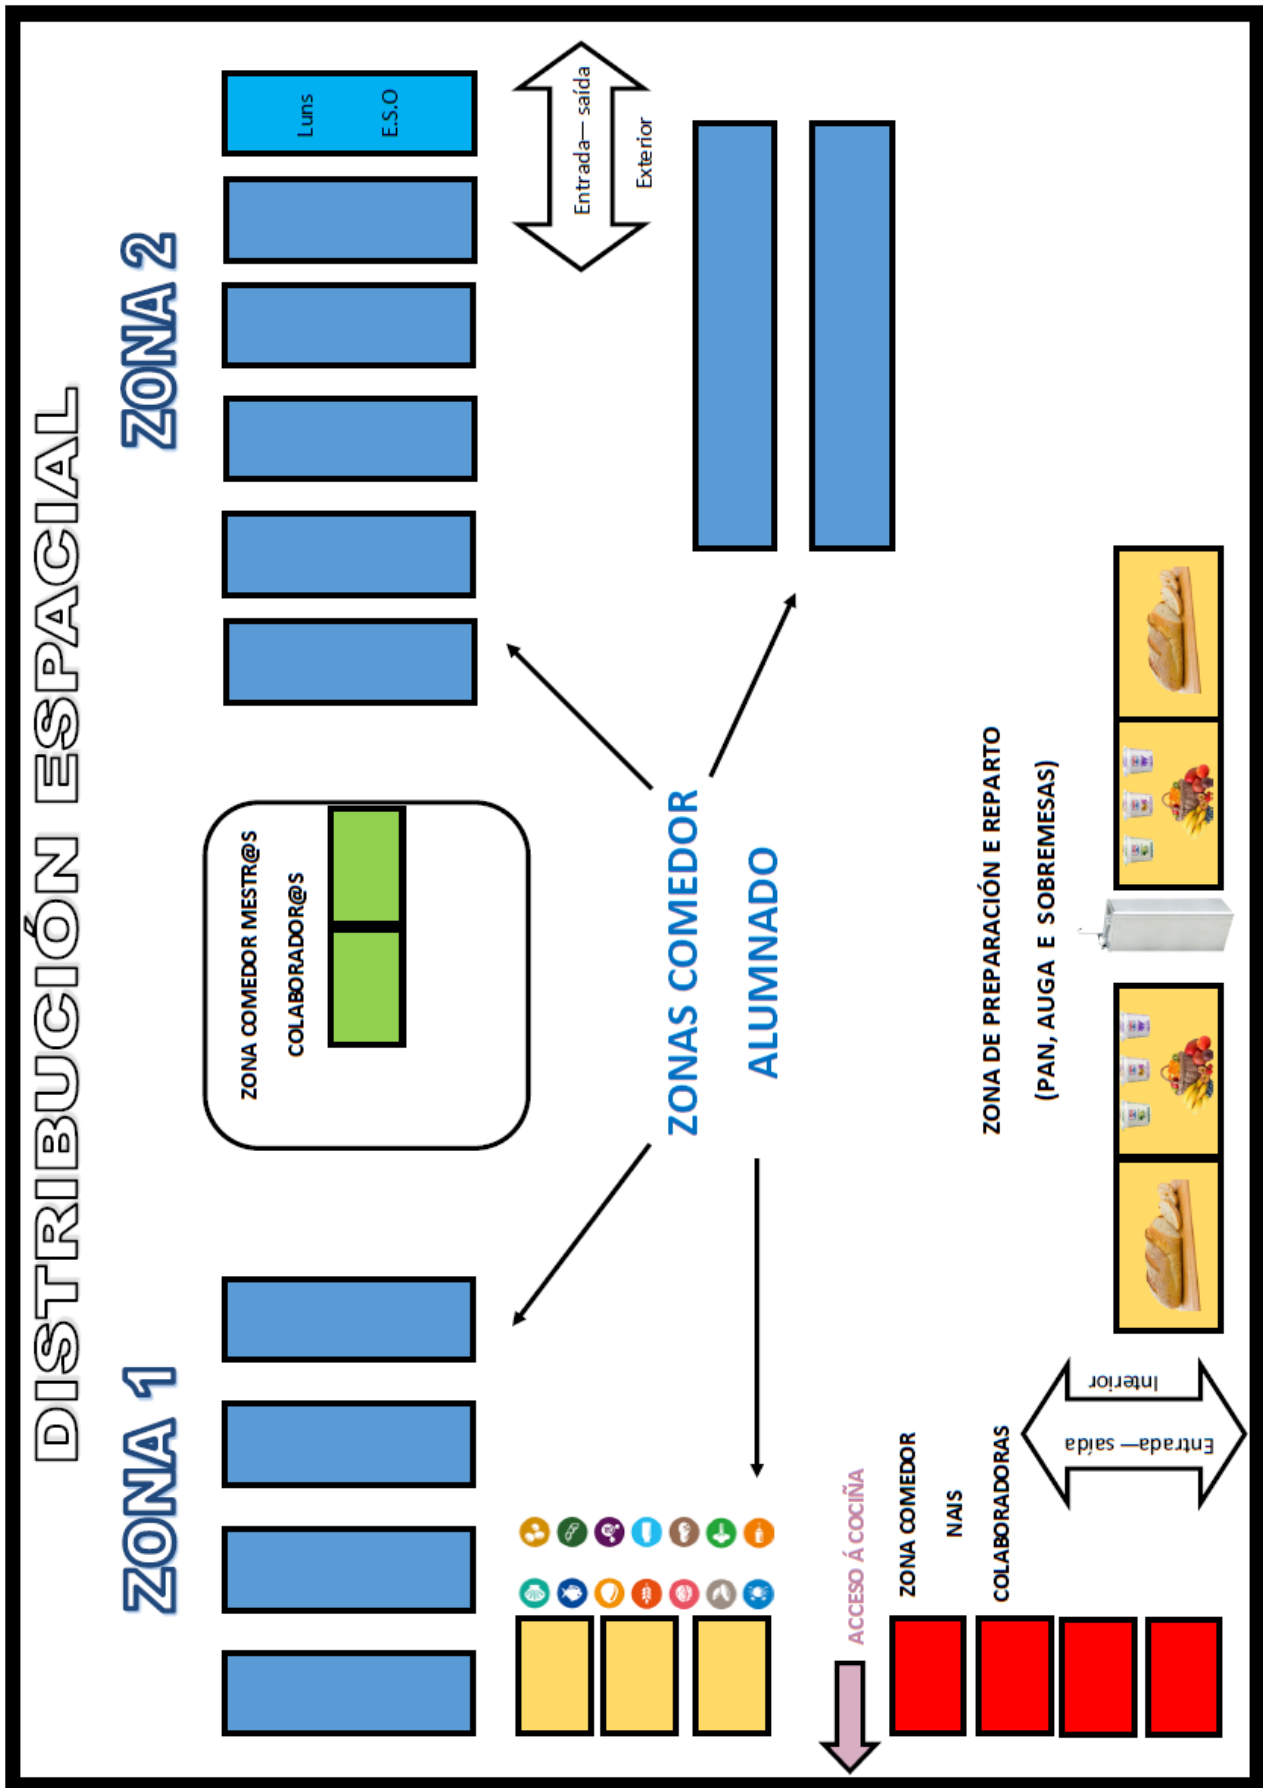 DISTRIBUCIÓN ESPACIAL
ZONA 1
ZONA 2
Luns
E.S.O
ZONA COMEDOR MESTR@S
COLABORADOR@S
Entrada— saída
Exterior
ZONAS COMEDOR
ALUMNADO
ACCESO Á COCIÑA
ZONA COMEDOR
NAIS
COLABORADORAS
ZONA DE PREPARACIÓN E REPARTO
(PAN, AUGA E SOBREMESAS)
Entrada—saída
Interior